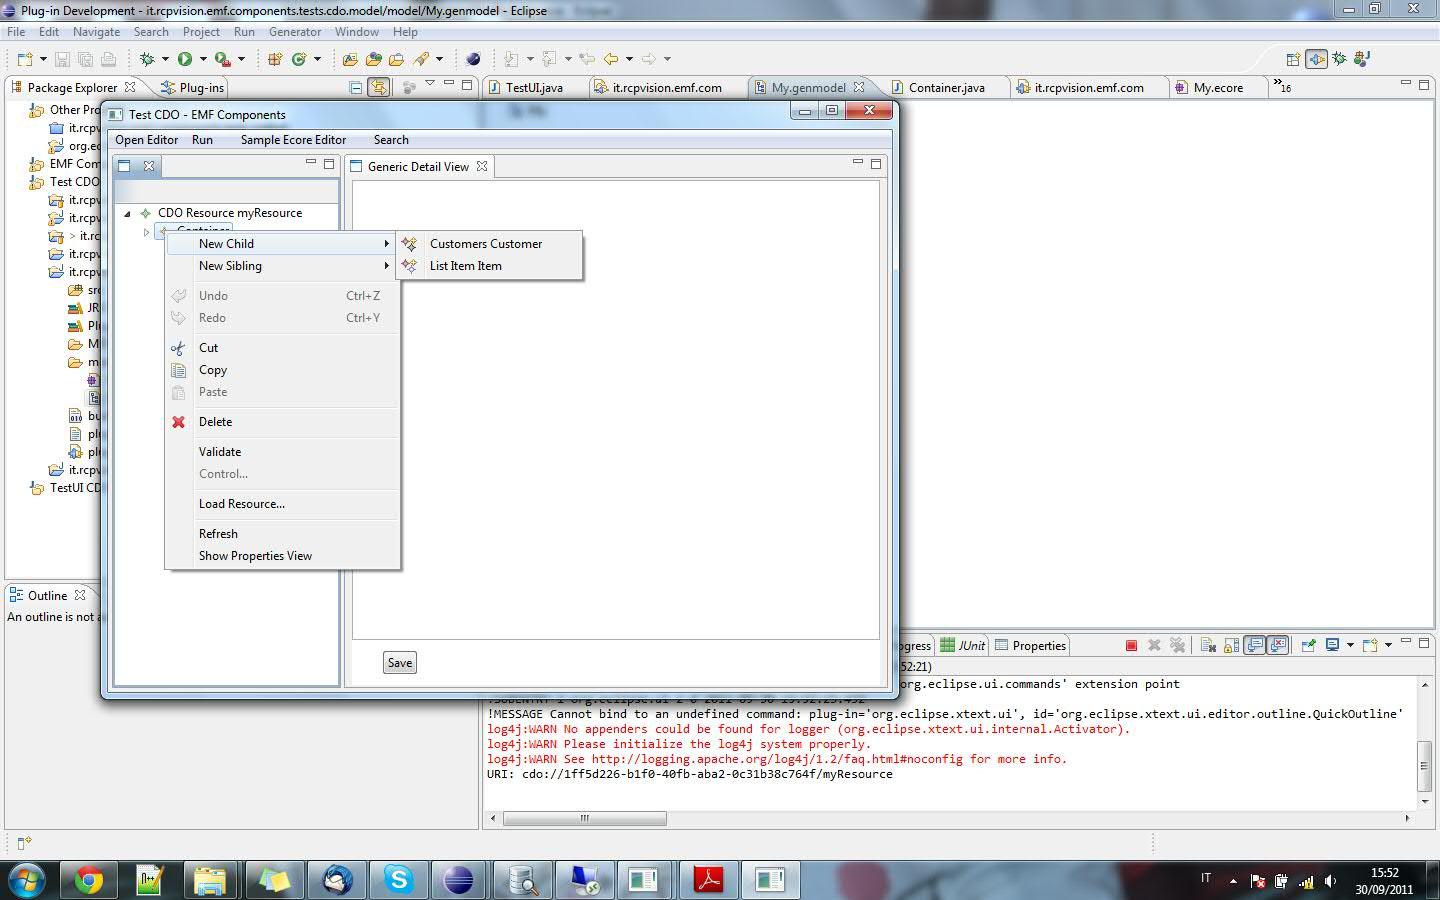 Plug-in Development - it.rcpvision.emf.components.tests.cdo.model/model/My.genmodel - Eclipse
File Edit Navigate Search Project Run Generator Window Help
Package Explorer
Plug-ins
TestUI.java
it.rcpvision.emf.com
My.genmodel
Container.java
it.rcpvision.emf.com
My.ecore
16
Other Pro
it.rcp
org.ec
EMF Com
Test CDO
it.rcpv
it.rcpv
> it.rc
it.rcpv
it.rcpv
src
JR
Plu
M
m
bu
pl
plu
it.rcpv
TestUI CD
Test CDO - EMF Components
Open Editor Run Sample Ecore Editor Search
Generic Detail View
CDO Resource myResource
Container
New Child
New Sibling
Undo Ctrl+Z
Redo Ctrl+Y
Cut
Copy
Paste
Delete
Validate
Control...
Load Resource...
Refresh
Show Properties View
Customers Customer
List Item Item
Save
Outline
An outline is not a
ogress
JUnit
Properties
52:21)
org.eclipse.ui.commands' extension point
!MESSAGE Cannot bind to an undefined command: plug-in='org.eclipse.xtext.ui', id='org.eclipse.xtext.ui.editor.outline.QuickOutline'
log4j:WARN No appenders could be found for logger (org.eclipse.xtext.ui.internal.Activator).
log4j:WARN Please initialize the log4j system properly.
log4j:WARN See http://logging.apache.org/log4j/1.2/faq.html#noconfig for more info.
URI: cdo://1ff5d226-b1f0-40fb-aba2-0c31b38c764f/myResource
IT
15:52
30/09/2011